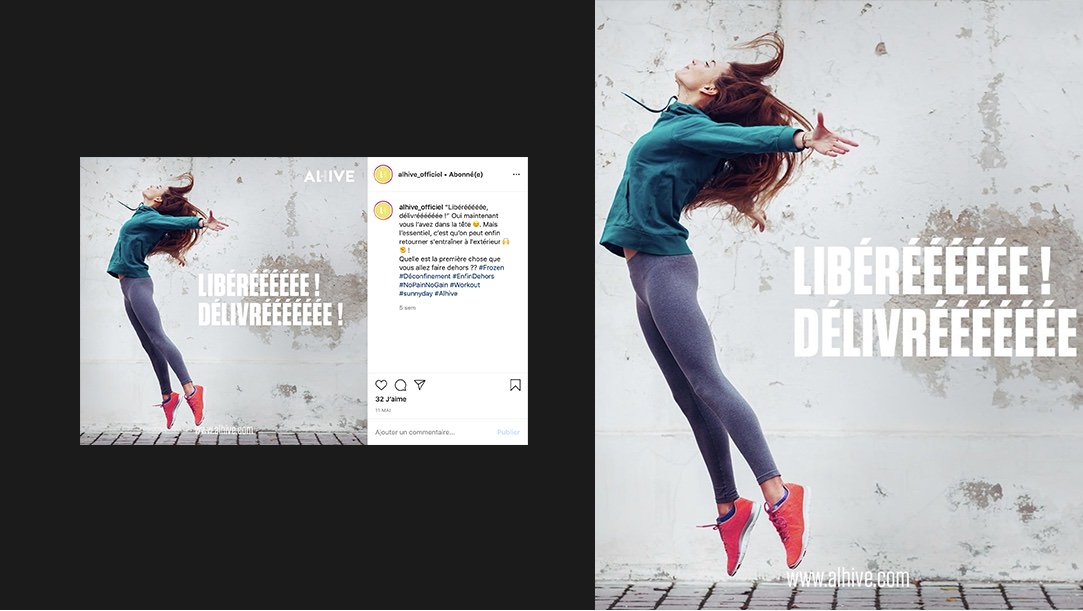 ALHIVE
LIBÉRÉÉÉÉÉE !
DÉLIVRÉÉÉÉÉÉE !
www.alhive.com
alhive_officiel • Abonné(e)
alhive_officiel "Libérééééée,
délivréééééée !" Oui maintenant
vous l'avez dans la tête 😉. Mais
l'essentiel, c'est qu'on peut enfin
retourner s'entraîner à l'extérieur 🙌
!
Quelle est la première chose que
vous allez faire dehors ?? #Frozen
#Déconfinement #EnfinDehors
#NoPainNoGain #Workout
#sunnyday #Alhive
5 sem
32 J'aime
11 MAI
Ajouter un commentaire...
Publier
LIBÉRÉÉÉÉÉE !
DÉLIVRÉÉÉÉÉÉE
www.alhive.com